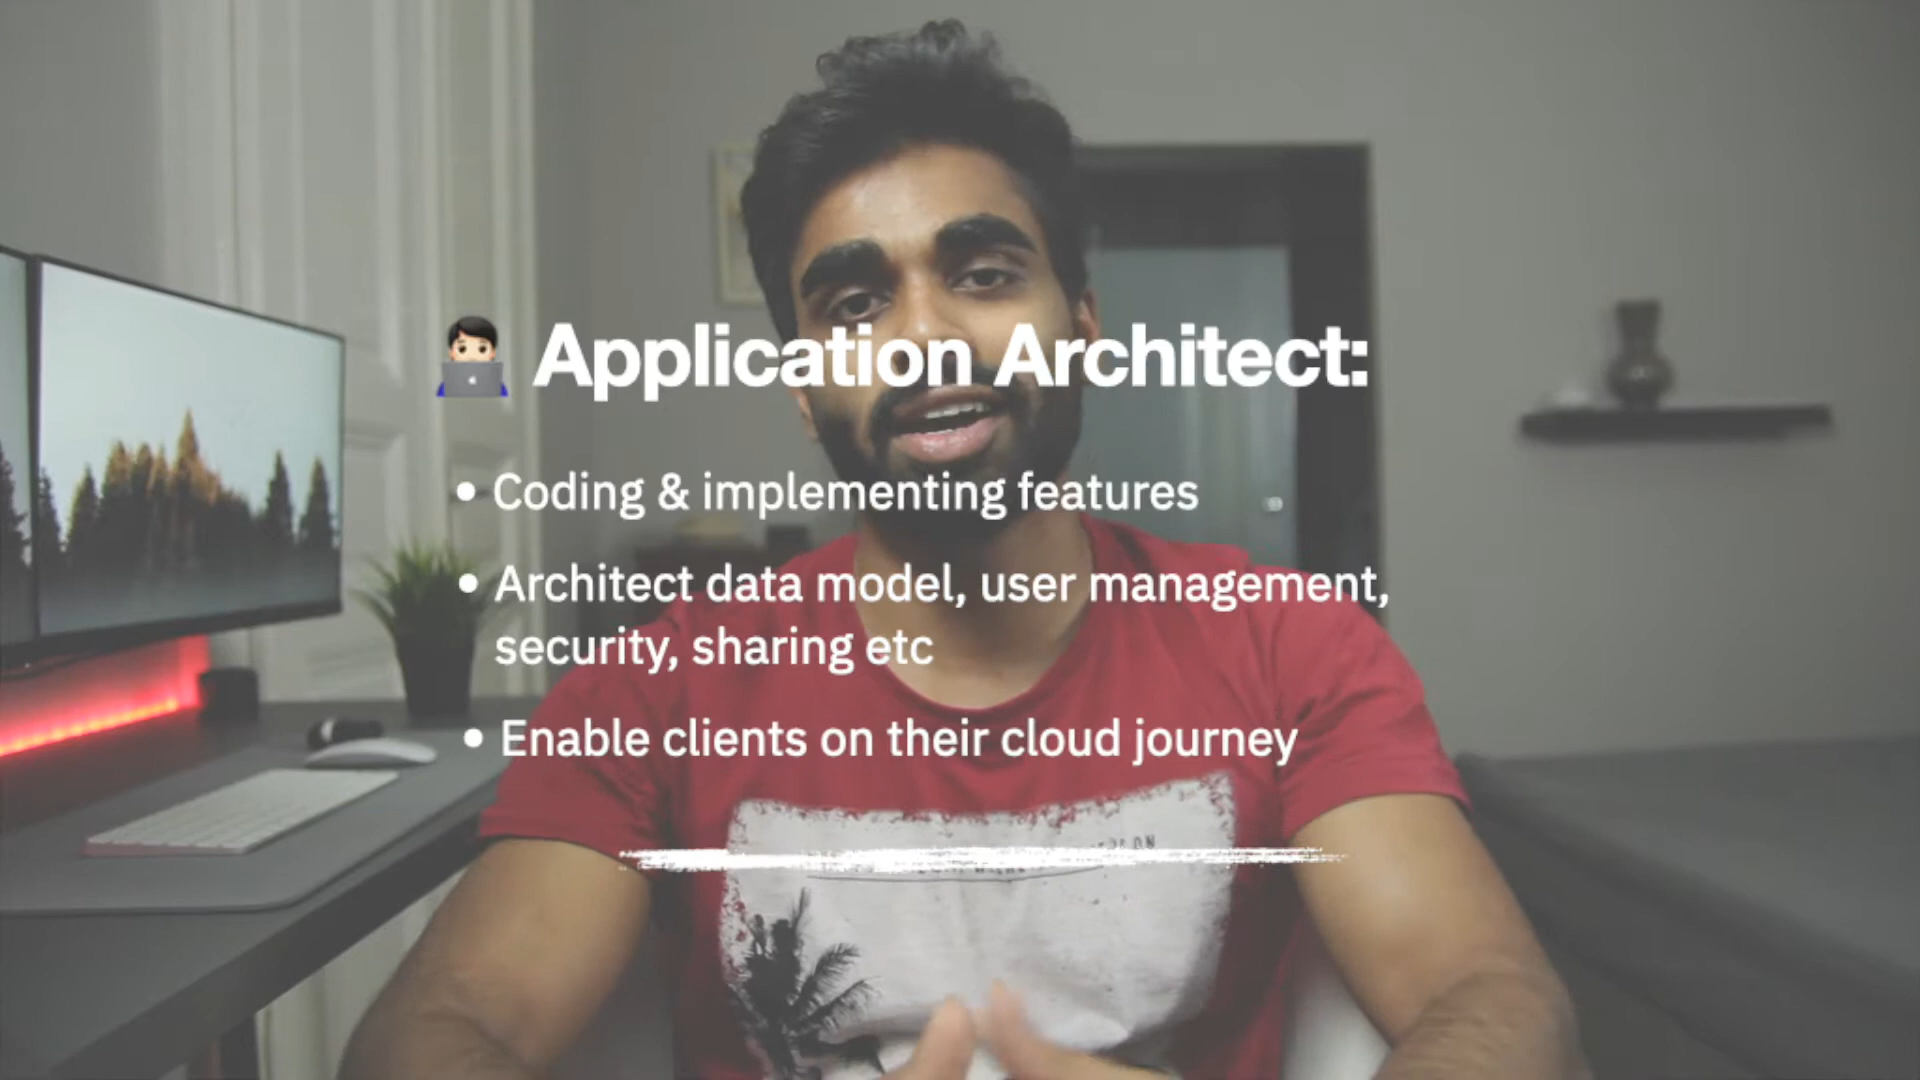 Application Architect:
• Coding & implementing features
• Architect data model, user management,
security, sharing etc
• Enable clients on their cloud journey